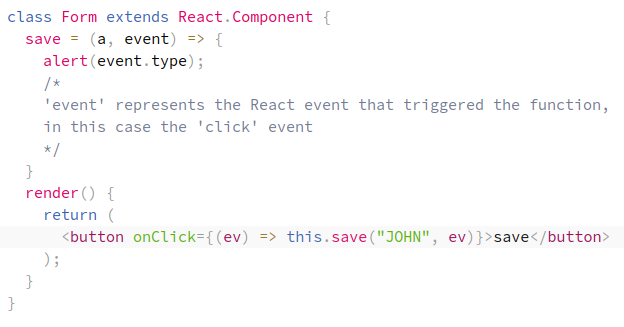 class Form extends React.Component {
  save = (a, event) => {
    alert(event.type);
    /*
    'event' represents the React event that triggered the function,
    in this case the 'click' event
    */
  }
  render() {
    return (
      <button onClick={(ev) => this.save("JOHN", ev)}>save</button>
    );
  }
}